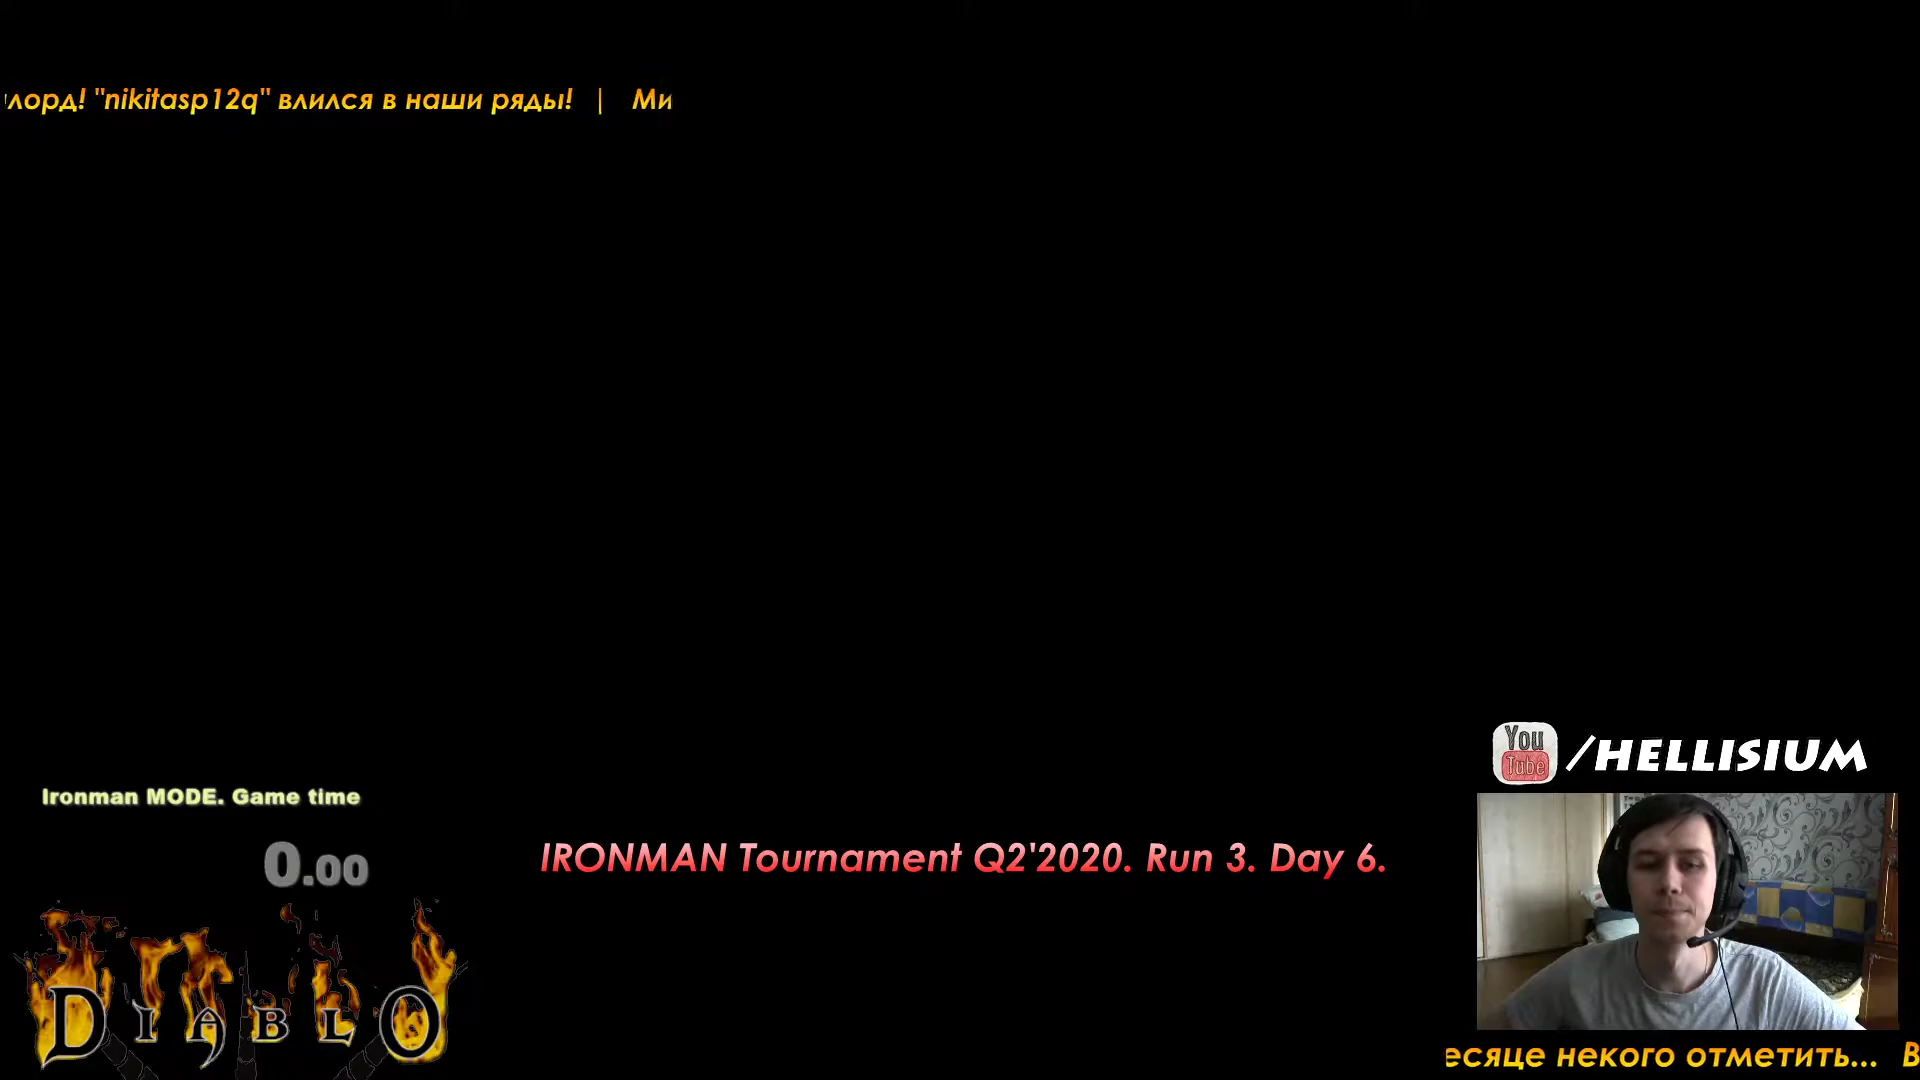 лорд! "nikitasp12q" влился в наши ряды! | Ми
You
Tube
/HELLISIUM
Ironman MODE. Game time
0.00
IRONMAN Tournament Q2'2020. Run 3. Day 6.
DIABLO
есяце некого отметить... В